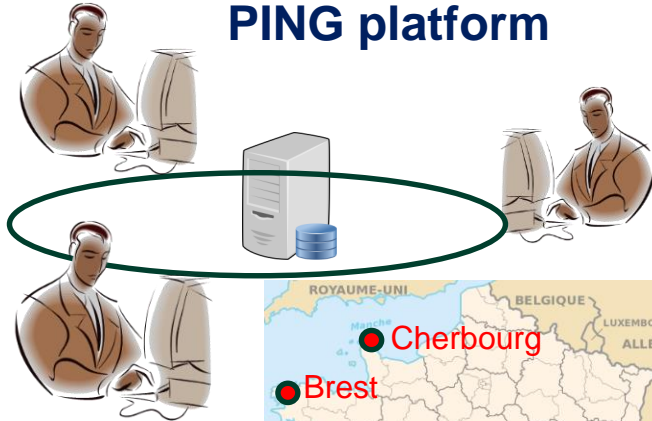 PING platform
ROYAUME-UNI
BELGIQUE
LUXEMBO
Manche
Cherbourg
ALLE
Brest